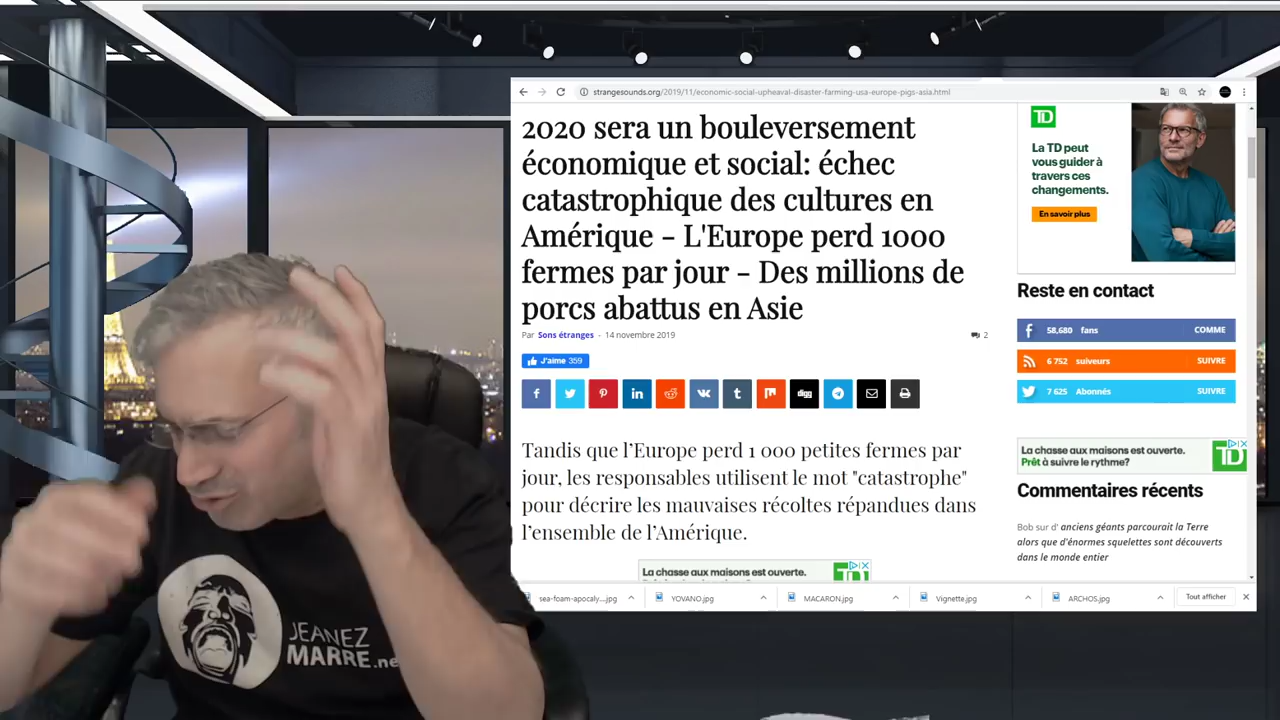 strangesounds.org/2019/11/economic-social-upheaval-disaster-farming-usa-europe-pigs-asia.html
2020 sera un bouleversement
économique et social: échec
catastrophique des cultures en
Amérique - L'Europe perd 1000
fermes par jour - Des millions de
porcs abattus en Asie
Par Sons étranges - 14 novembre 2019
2
J'aime 359
digg
Tandis que l'Europe perd 1 000 petites fermes par
jour, les responsables utilisent le mot "catastrophe"
pour décrire les mauvaises récoltes répandues dans
l'ensemble de l'Amérique.
La chasse aux maisons est ouverte.
TD
La TD peut
vous guider à
travers ces
changements.
En savoir plus
Reste en contact
58,680 fans COMME
6 752 suiveurs SUIVRE
7 625 Abonnés SUIVRE
La chasse aux maisons est ouverte.
Prêt à suivre le rythme?
TD
Commentaires récents
Bob sur d' anciens géants parcourait la Terre
alors que d'énormes squelettes sont découverts
dans le monde entier
sea-foam-apocaly....jpg
YOVANO.jpg
MACARON.jpg
Vignette.jpg
ARCHOS.jpg
Tout afficher
JEANEZ
MARRE.ne